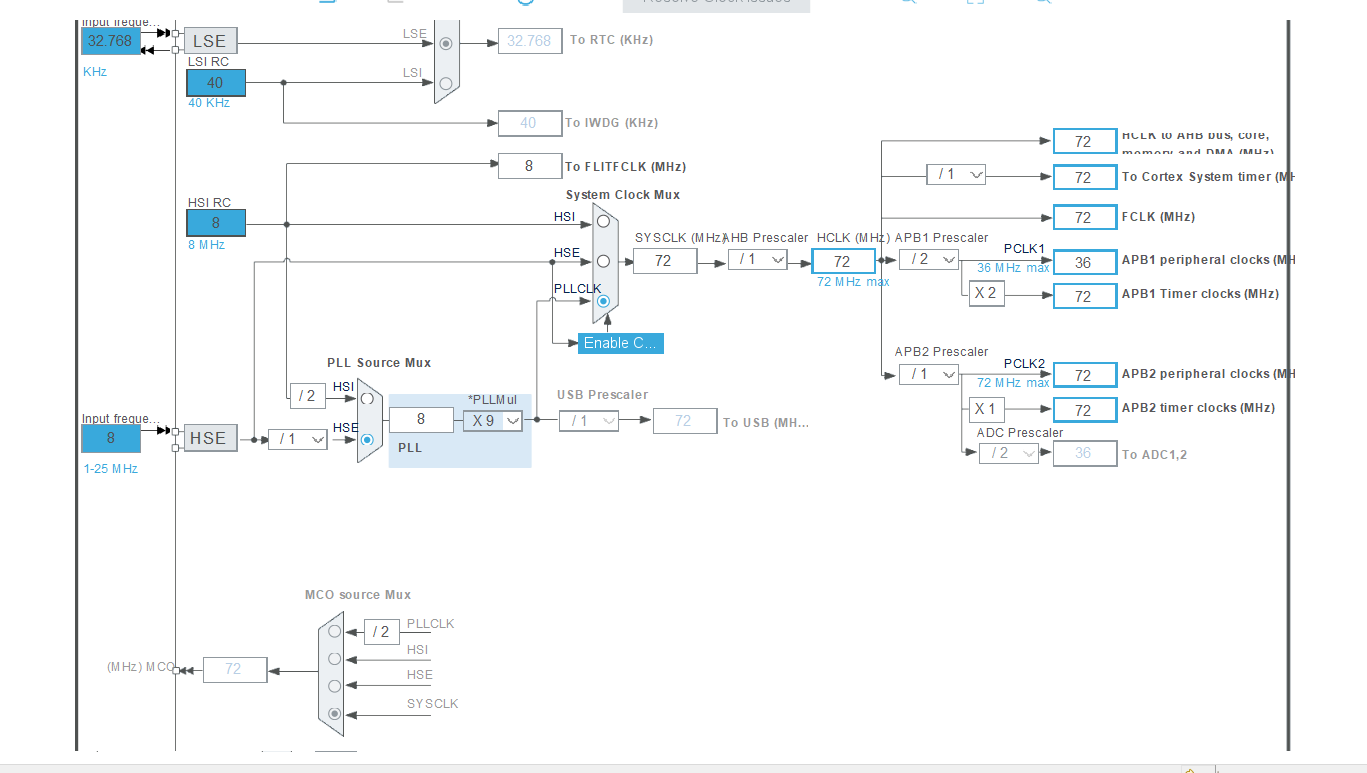 Input freque...
32.768
KHz
LSE
LSI RC
40
40 KHz
LSE
LSI
32.768
To RTC (KHz)
40
To IWDG (KHz)
8
To FLITFCLK (MHz)
HSI RC
8
8 MHz
System Clock Mux
HSI
HSE
PLLCLK
Enable C...
SYSCLK (MHz)
72
AHB Prescaler
/ 1
HCLK (MHz)
72
72 MHz max
72
HCLK to AHB bus, core,
memory and DMA (MHz)
/ 1
72
To Cortex System timer (MH
72
FCLK (MHz)
APB1 Prescaler
/ 2
PCLK1
36 MHz max
36
APB1 peripheral clocks (MH
X 2
72
APB1 Timer clocks (MHz)
APB2 Prescaler
/ 1
PCLK2
72 MHz max
72
APB2 peripheral clocks (MH
X 1
72
APB2 timer clocks (MHz)
ADC Prescaler
/ 2
36
To ADC1,2
PLL Source Mux
/ 2
HSI
HSE
Input freque...
8
1-25 MHz
HSE
/ 1
8
*PLLMul
X 9
PLL
USB Prescaler
/ 1
72
To USB (MH...
MCO source Mux
/ 2
PLLCLK
HSI
HSE
SYSCLK
(MHz) MCO
72